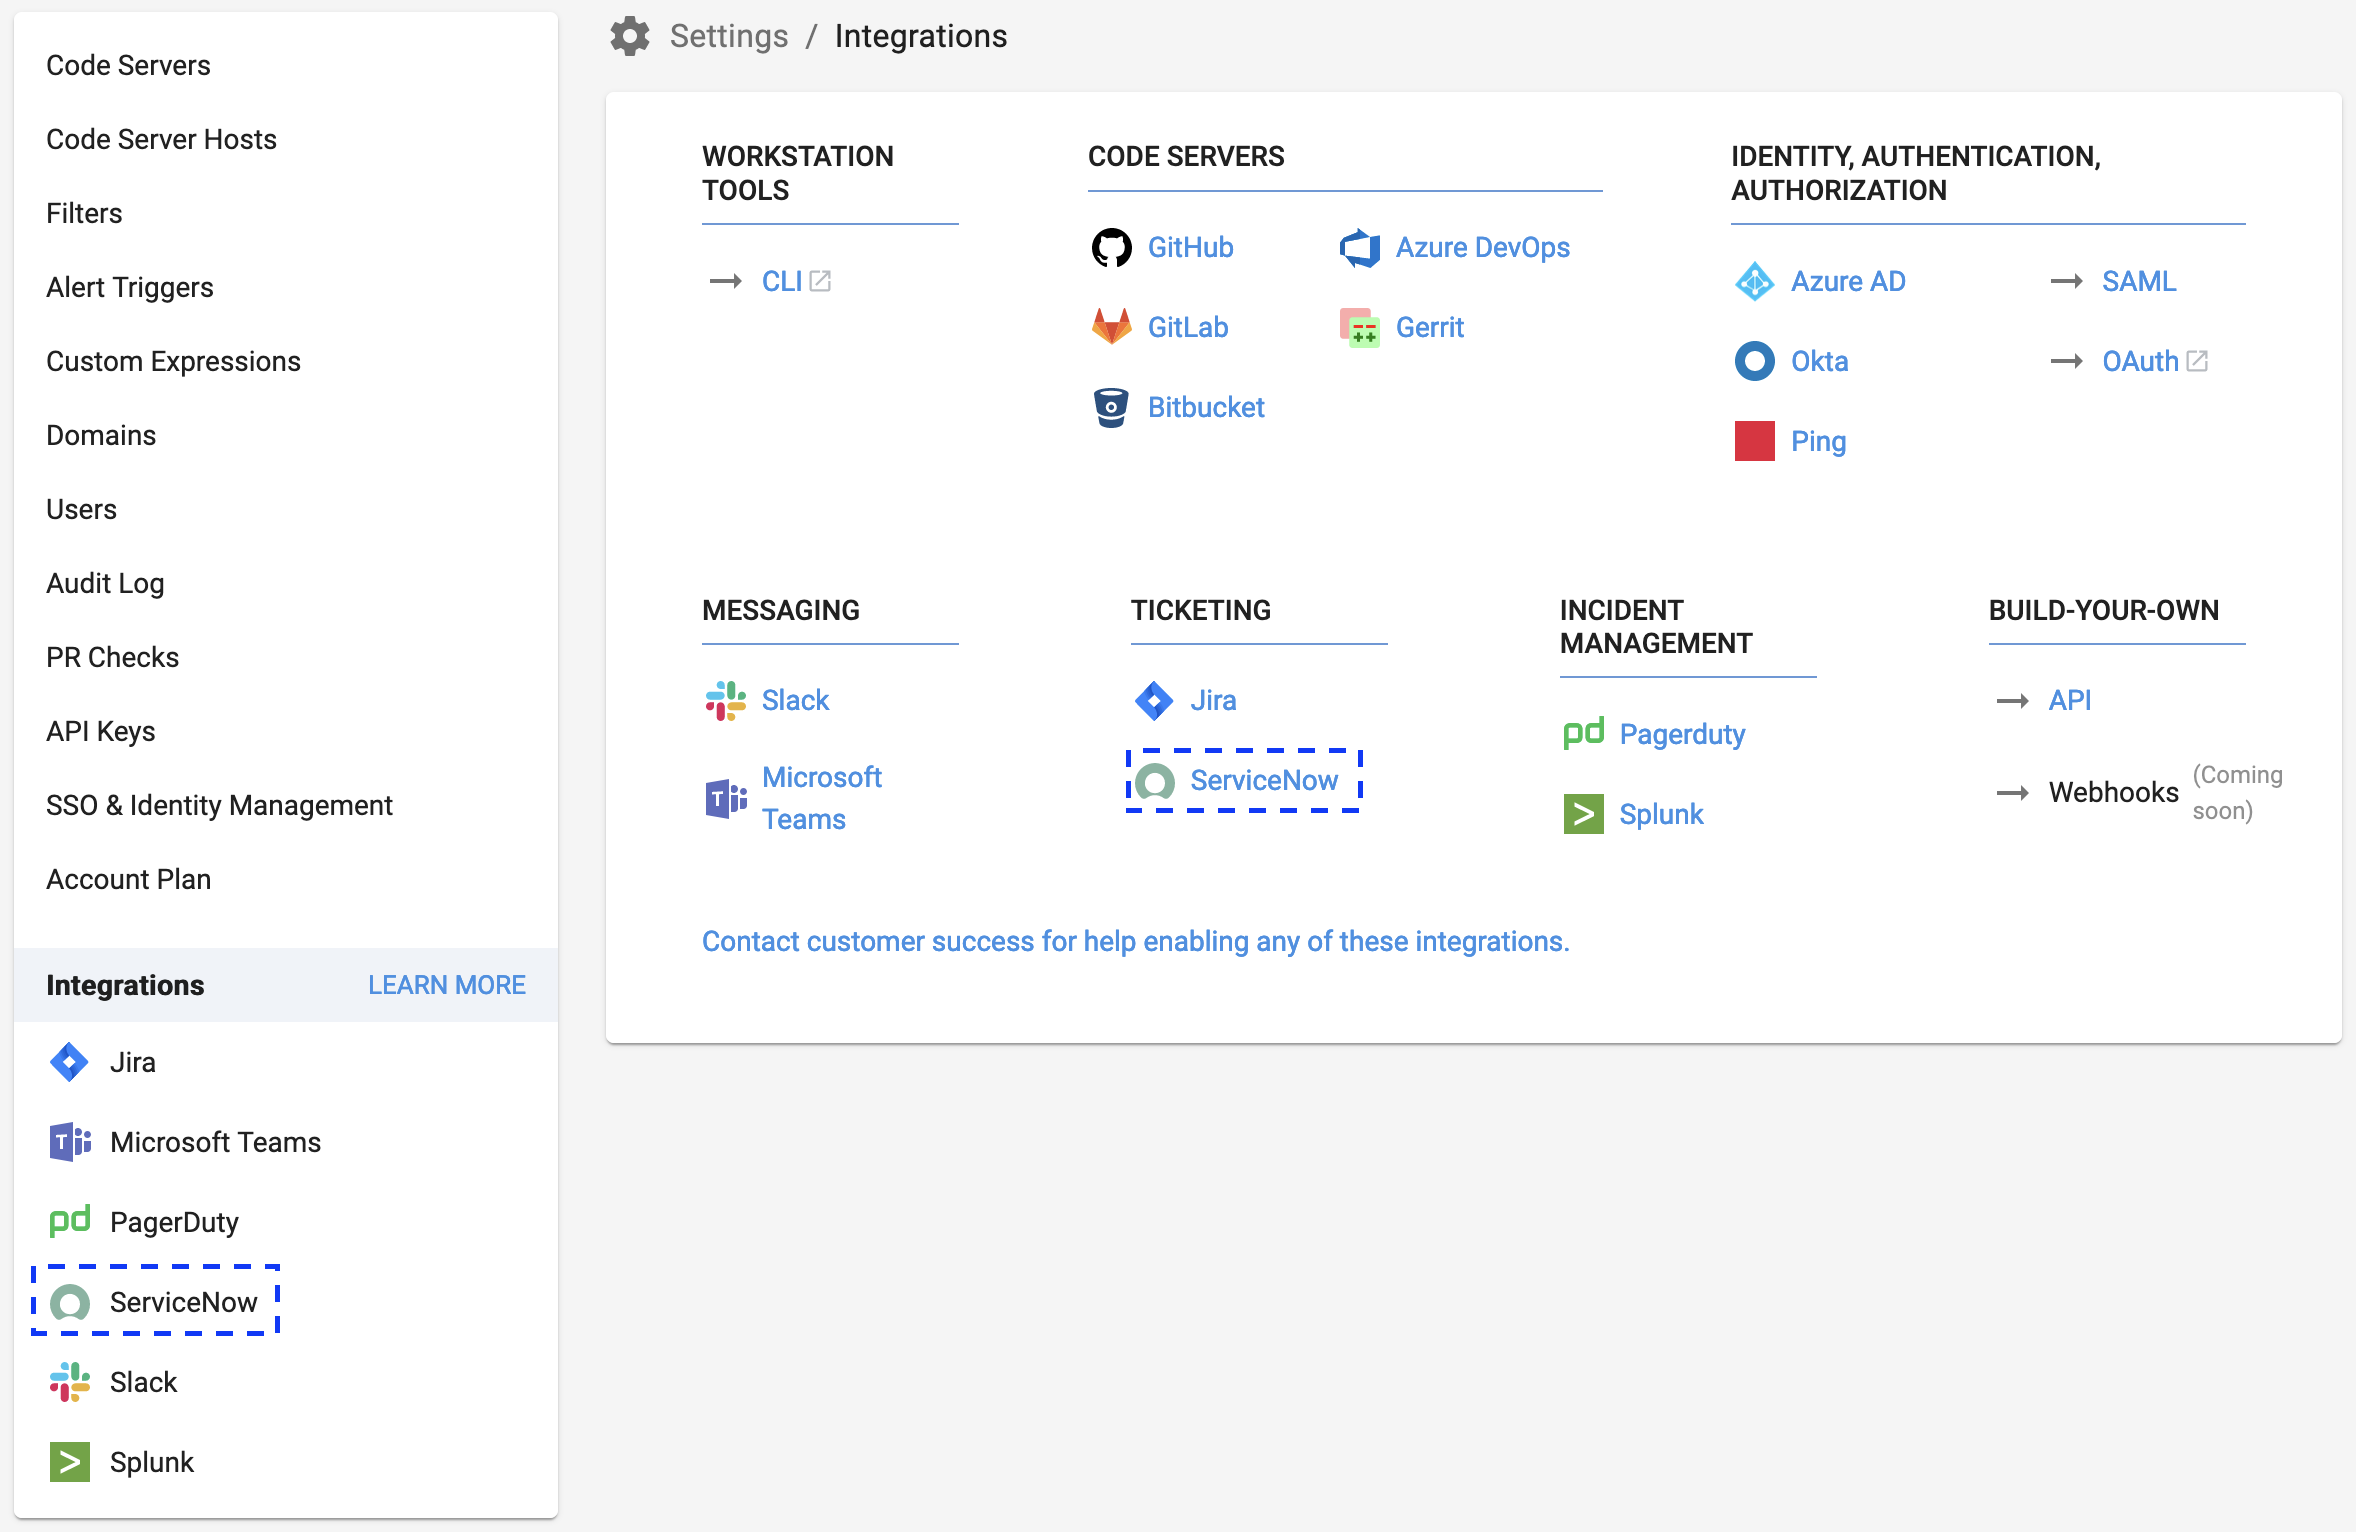 Code Servers
Code Server Hosts
Filters
Alert Triggers
Custom Expressions
Domains
Users
Audit Log
PR Checks
API Keys
SSO & Identity Management
Account Plan
Integrations LEARN MORE
Jira
Microsoft Teams
PagerDuty
ServiceNow
Slack
Splunk
Settings / Integrations
WORKSTATION
TOOLS
CLI
CODE SERVERS
GitHub
Azure DevOps
GitLab
Gerrit
Bitbucket
IDENTITY, AUTHENTICATION,
AUTHORIZATION
Azure AD
SAML
Okta
OAuth
Ping
MESSAGING
Slack
Microsoft
Teams
TICKETING
Jira
ServiceNow
INCIDENT
MANAGEMENT
Pagerduty
Splunk
BUILD-YOUR-OWN
API
Webhooks (Coming
soon)
Contact customer success for help enabling any of these integrations.